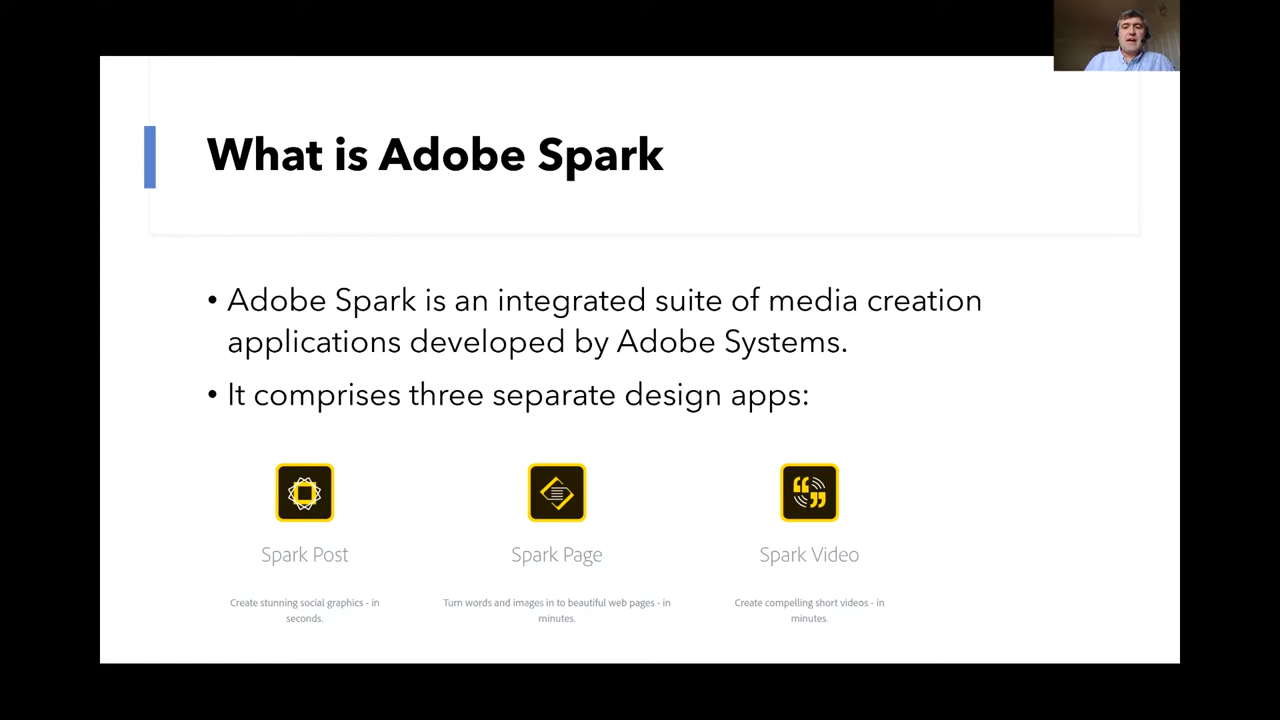 What is Adobe Spark
• Adobe Spark is an integrated suite of media creation
applications developed by Adobe Systems.
• It comprises three separate design apps:
Spark Post
Create stunning social graphics - in
seconds.
Spark Page
Turn words and images in to beautiful web pages - in
minutes.
Spark Video
Create compelling short videos - in
minutes.